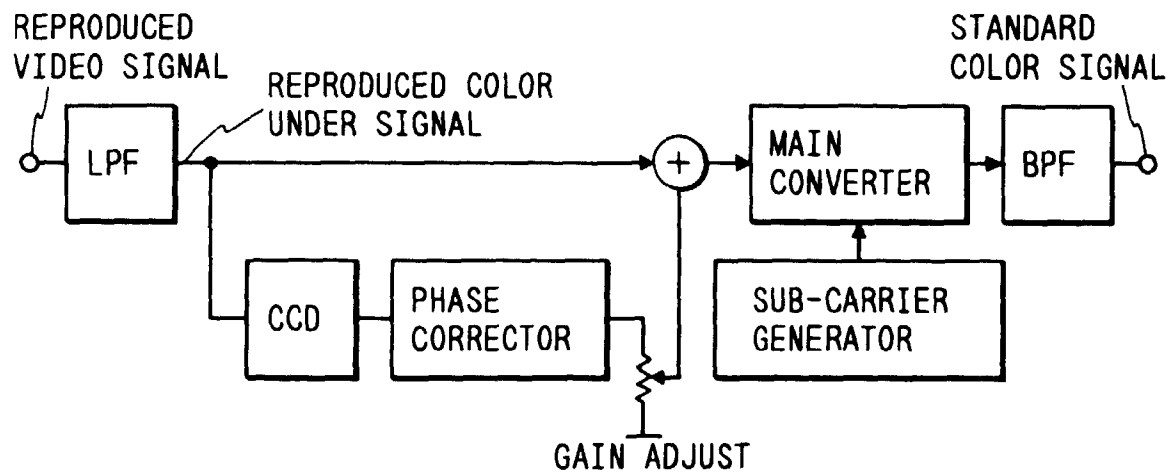 REPRODUCED
VIDEO SIGNAL
REPRODUCED COLOR
UNDER SIGNAL
STANDARD
COLOR SIGNAL
LPF
+
MAIN
CONVERTER
BPF
CCD
PHASE
CORRECTOR
SUB-CARRIER
GENERATOR
GAIN ADJUST